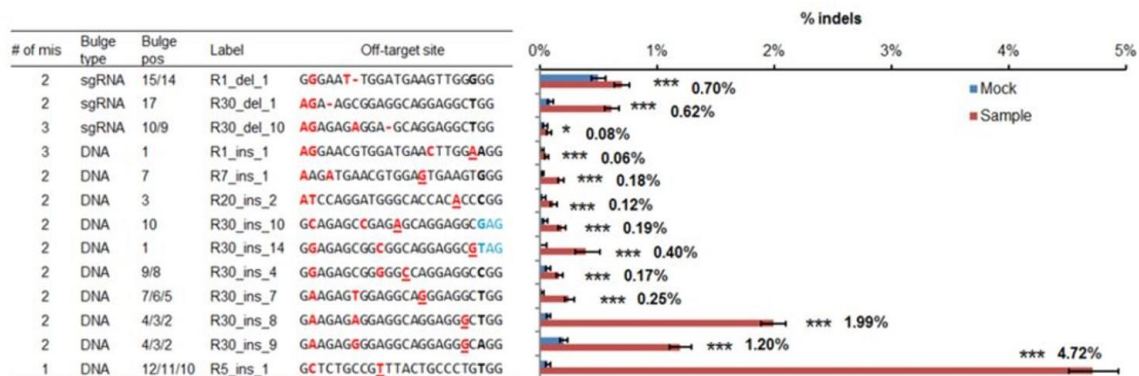 % indels
# of mis Bulge type Bulge pos Label Off-target site 0% 1% 2% 3% 4% 5%
2 sgRNA 15/14 R1_del_1 GGGAAT-TGGATGAAGTTGGGGG *** 0.70%
Mock
2 sgRNA 17 R30_del_1 AGA-AGCGGAGGCAGGAGGCTGG *** 0.62%
Sample
3 sgRNA 10/9 R30_del_10 AGAGAGAGGA-GCAGGAGGCTGG * 0.08%
3 DNA 1 R1_ins_1 AGGAACGTGGATGAACTTGGAAGG *** 0.06%
2 DNA 7 R7_ins_1 AAGATGAACGTGGAGTGAAGTGGG *** 0.18%
2 DNA 3 R20_ins_2 ATCCAGGATGGGCACCACACCCGG *** 0.12%
2 DNA 10 R30_ins_10 GCAGAGCCGAGAGCAGGAGGCGAG *** 0.19%
2 DNA 1 R30_ins_14 GGAGAGCGGCGGCAGGAGGCGTAG *** 0.40%
2 DNA 9/8 R30_ins_4 GGAGAGCGGGGGCCAGGAGGCCGG *** 0.17%
2 DNA 7/6/5 R30_ins_7 GAAGAGTGGAGGCAGGGAGGCTGG *** 0.25%
2 DNA 4/3/2 R30_ins_8 GAAGAGAGGAGGCAGGAGGGCTGG *** 1.99%
2 DNA 4/3/2 R30_ins_9 GAAGAGGGGAGGCAGGAGGGCAGG *** 1.20%
1 DNA 12/11/10 R5_ins_1 GCTCTGCCGTTTACTGCCCTGTGG *** 4.72%